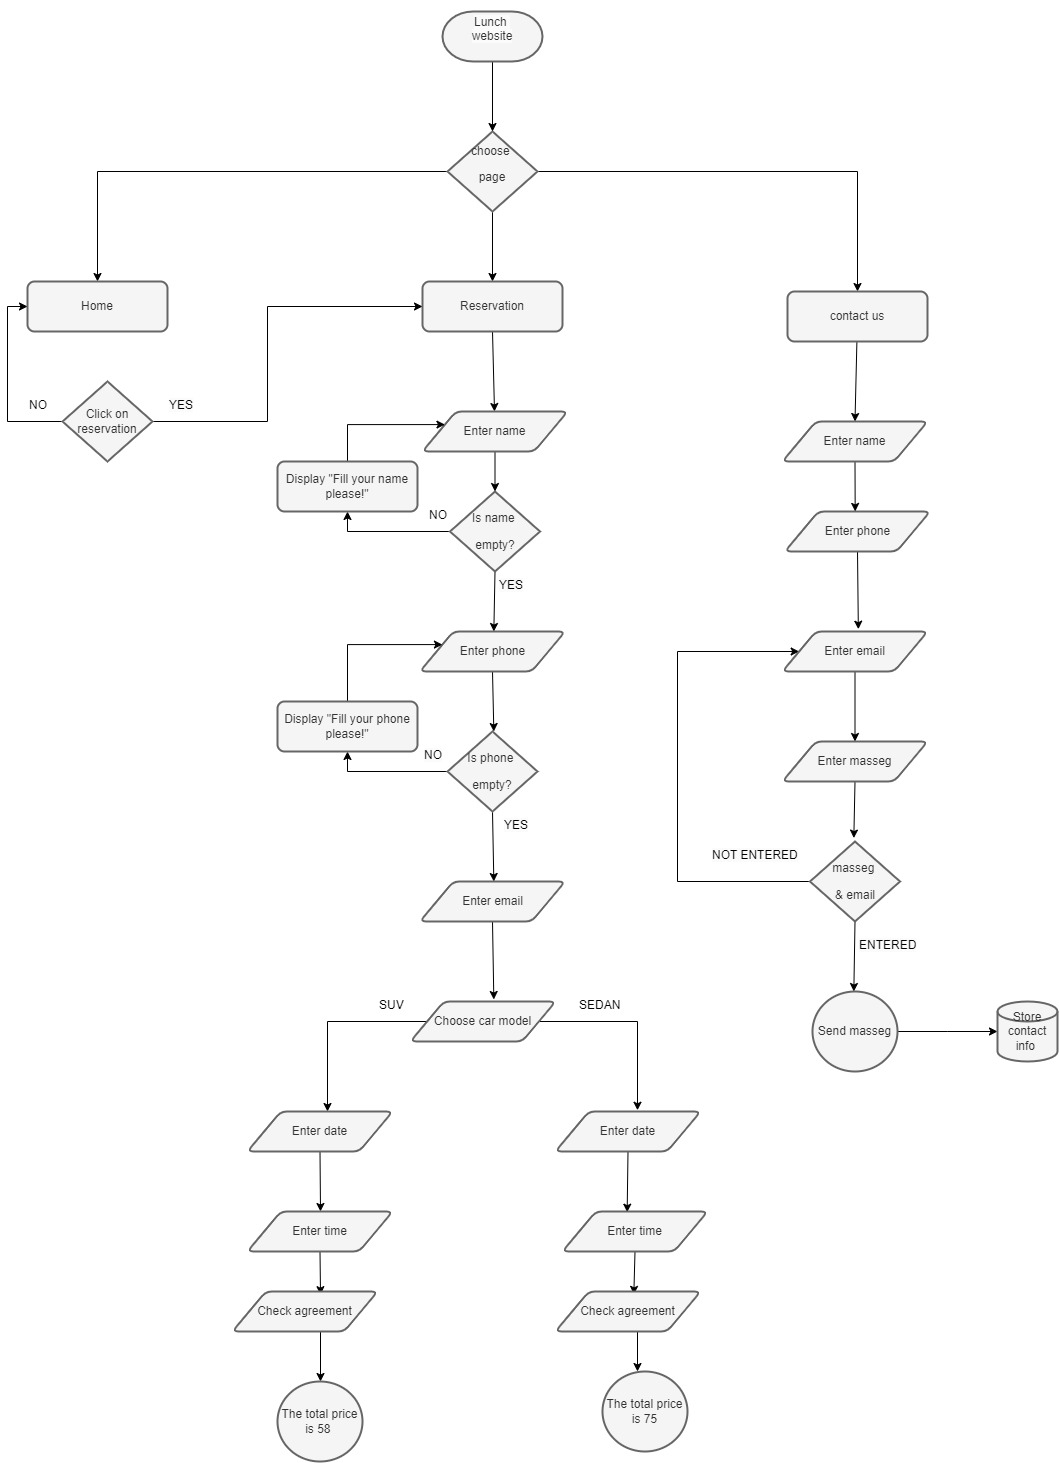 Lunch
website
choose
page
Home
Reservation
contact us
NO
Click on
reservation
YES
Enter name
Display "Fill your name
please!"
NO
Is name
empty?
YES
Enter phone
Display "Fill your phone
please!"
NO
Is phone
empty?
YES
Enter email
SUV
Choose car model
SEDAN
Enter date
Enter time
Check agreement
The total price
is 58
Enter date
Enter time
Check agreement
The total price
is 75
Enter name
Enter phone
Enter email
Enter masseg
NOT ENTERED
masseg
& email
ENTERED
Send masseg
Store
contact
info